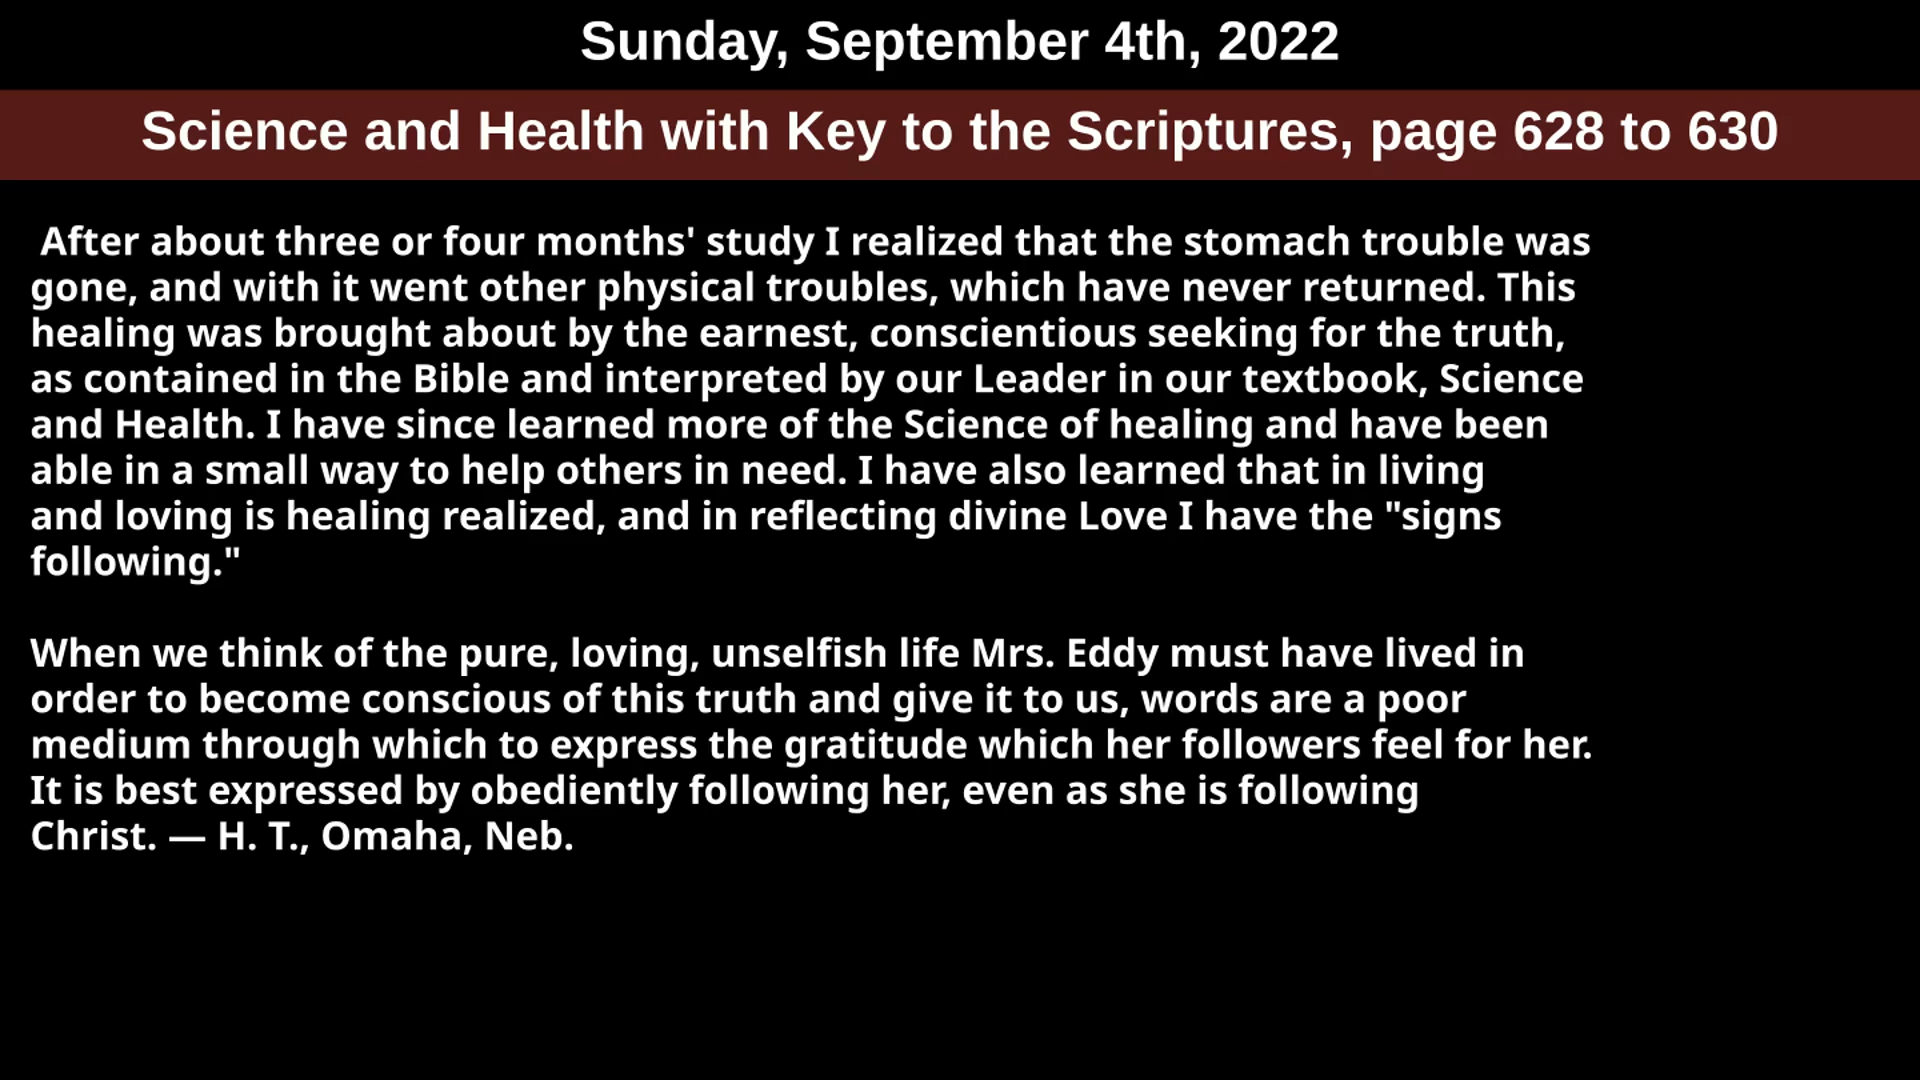 Sunday, September 4th, 2022
Science and Health with Key to the Scriptures, page 628 to 630
After about three or four months' study I realized that the stomach trouble was
gone, and with it went other physical troubles, which have never returned. This
healing was brought about by the earnest, conscientious seeking for the truth,
as contained in the Bible and interpreted by our Leader in our textbook, Science
and Health. I have since learned more of the Science of healing and have been
able in a small way to help others in need. I have also learned that in living
and loving is healing realized, and in reflecting divine Love I have the "signs
following."
When we think of the pure, loving, unselfish life Mrs. Eddy must have lived in
order to become conscious of this truth and give it to us, words are a poor
medium through which to express the gratitude which her followers feel for her.
It is best expressed by obediently following her, even as she is following
Christ. — H. T., Omaha, Neb.